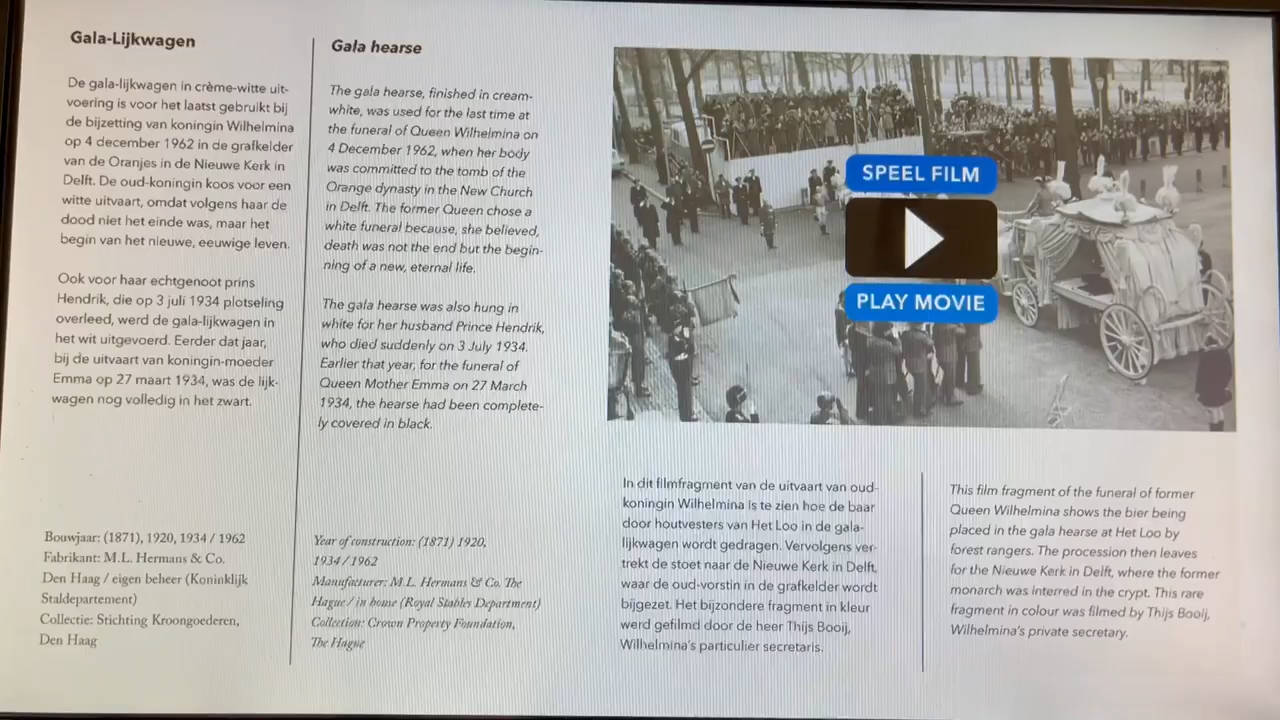 Gala-Lijkwagen
De gala-lijkwagen in crème-witte uit-
voering is voor het laatst gebruikt bij
de bijzetting van koningin Wilhelmina
op 4 december 1962 in de grafkelder
van de Oranjes in de Nieuwe Kerk in
Delft. De oud-koningin koos voor een
witte uitvaart, omdat volgens haar de
dood niet het einde was, maar het
begin van het nieuwe, eeuwige leven.
Ook voor haar echtgenoot prins
Hendrik, die op 3 juli 1934 plotseling
overleed, werd de gala-lijkwagen in
het wit uitgevoerd. Eerder dat jaar,
bij de uitvaart van koningin-moeder
Emma op 27 maart 1934, was de lijk-
wagen nog volledig in het zwart.
Bouwjaar: (1871), 1920, 1934 / 1962
Fabrikant: M.L. Hermans & Co.
Den Haag / eigen beheer (Koninklijk
Staldepartement)
Collectie: Stichting Kroongoederen,
Den Haag
Gala hearse
The gala hearse, finished in cream-
white, was used for the last time at
the funeral of Queen Wilhelmina on
4 December 1962, when her body
was committed to the tomb of the
Orange dynasty in the New Church
in Delft. The former Queen chose a
white funeral because, she believed,
death was not the end but the begin-
ning of a new, eternal life.
The gala hearse was also hung in
white for her husband Prince Hendrik,
who died suddenly on 3 July 1934.
Earlier that year, for the funeral of
Queen Mother Emma on 27 March
1934, the hearse had been complete-
ly covered in black.
Year of construction: (1871) 1920,
1934 / 1962
Manufacturer: M.L. Hermans & Co. The
Hague / in house (Royal Stables Department)
Collection: Crown Property Foundation,
The Hague
SPEEL FILM
PLAY MOVIE
In dit filmfragment van de uitvaart van oud-
koningin Wilhelmina is te zien hoe de baar
door houtvesters van Het Loo in de gala-
lijkwagen wordt gedragen. Vervolgens ver-
trekt de stoet naar de Nieuwe Kerk in Delft,
waar de oud-vorstin in de grafkelder wordt
bijgezet. Het bijzondere fragment in kleur
werd gefilmd door de heer Thijs Booij,
Wilhelmina's particulier secretaris.
This film fragment of the funeral of former
Queen Wilhelmina shows the bier being
placed in the gala hearse at Het Loo by
forest rangers. The procession then leaves
for the Nieuwe Kerk in Delft, where the former
monarch was interred in the crypt. This rare
fragment in colour was filmed by Thijs Booij,
Wilhelmina's private secretary.